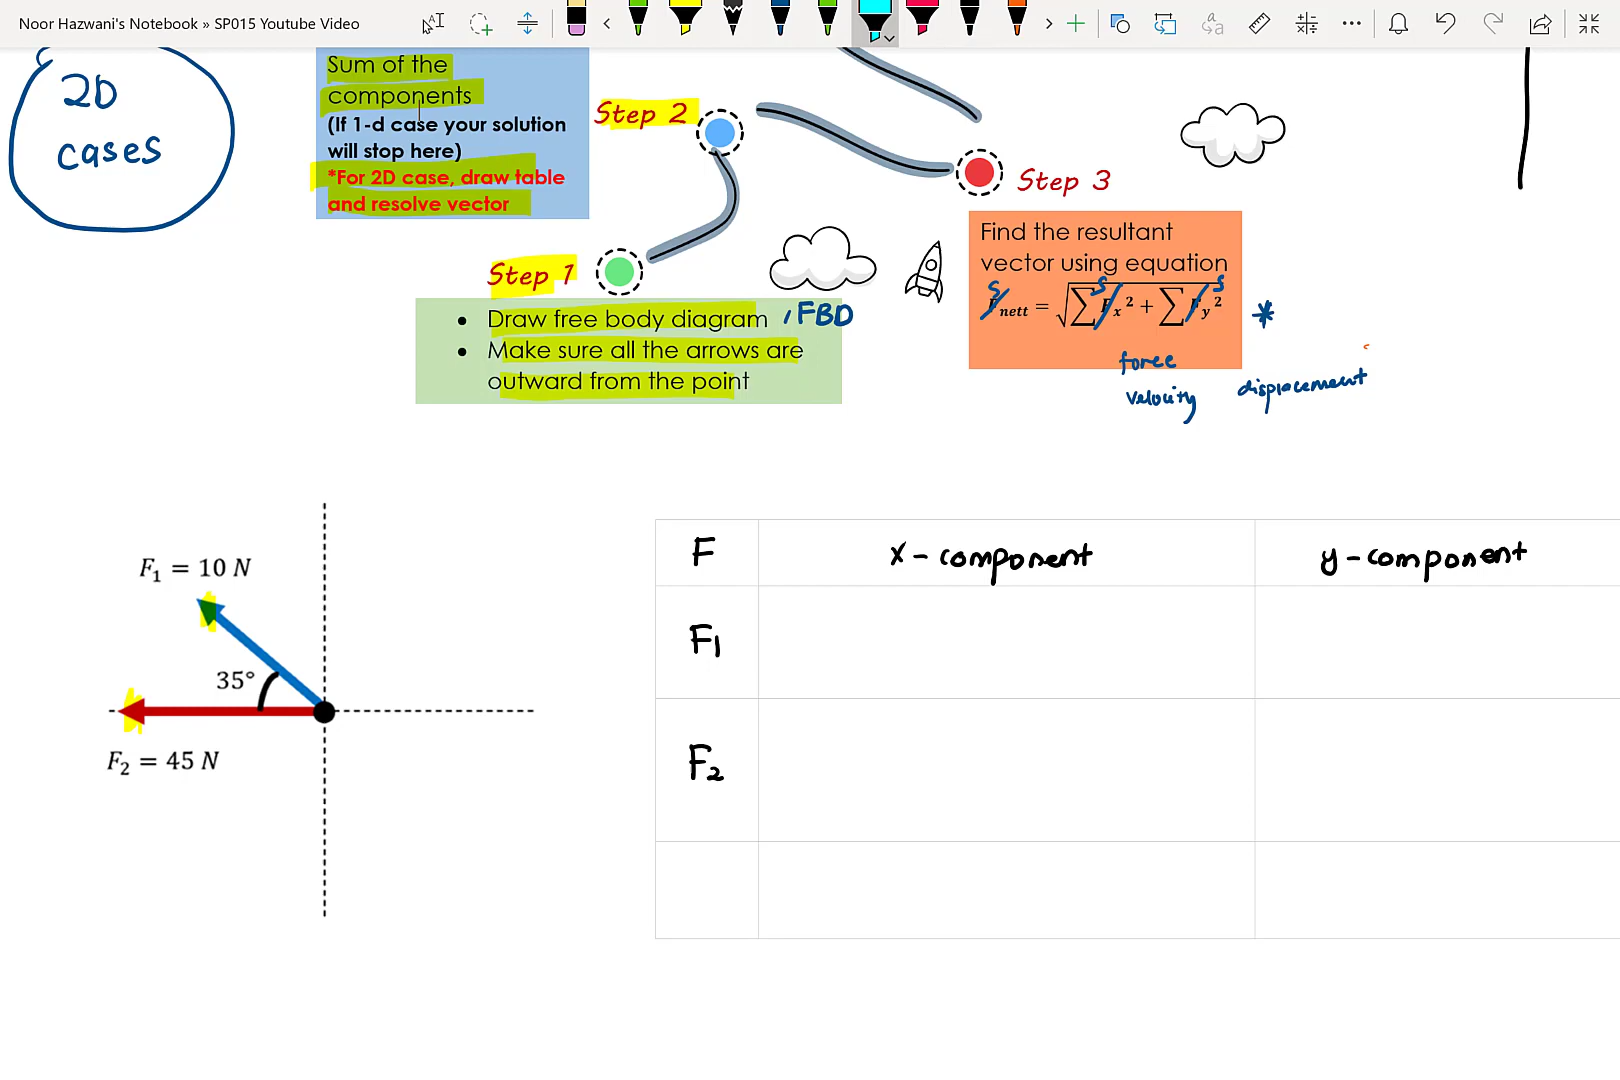 Noor Hazwani's Notebook » SP015 Youtube Video
2D
cases
Sum of the
components
(If 1-d case your solution
will stop here)
*For 2D case, draw table
and resolve vector
Step 2
Step 3
Step 1
Draw free body diagram , FBD
Make sure all the arrows are
outward from the point
Find the resultant
vector using equation
F_nett = √(∑F_x² + ∑F_y²) *
S S S
force
velocity
displacement
F₁ = 10 N
35°
F₂ = 45 N
F x-component y-component
F₁
F₂